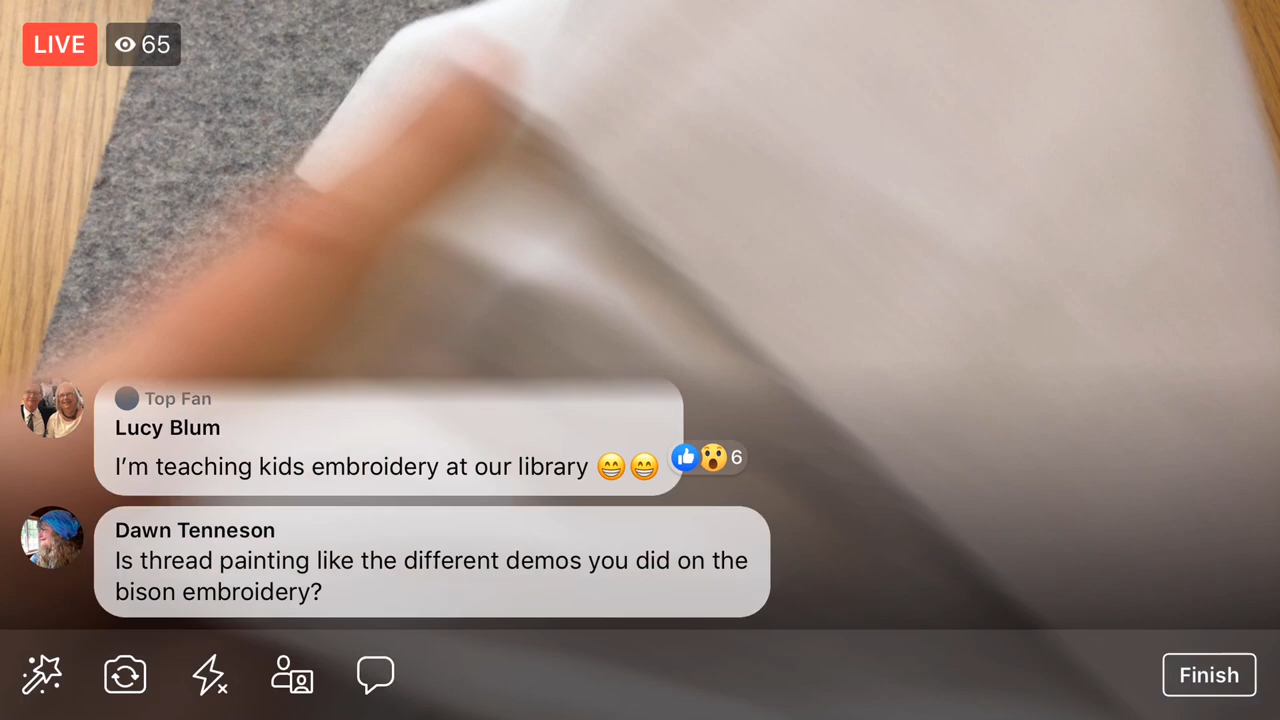 LIVE
65
Top Fan
Lucy Blum
I'm teaching kids embroidery at our library 😁😁
6
Dawn Tenneson
Is thread painting like the different demos you did on the
bison embroidery?
Finish